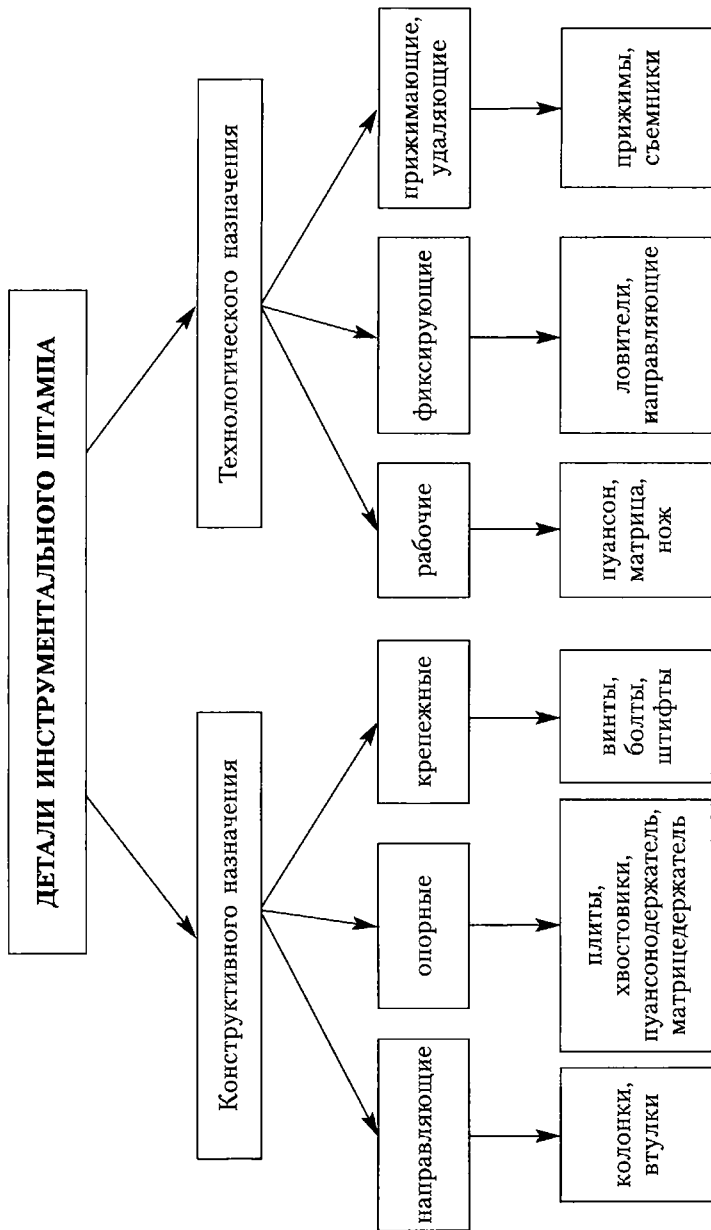 ДЕТАЛИ ИНСТРУМЕНТАЛЬНОГО ШТАМПА
Конструктивного назначения
Технологического назначения
направляющие
опорные
крепежные
рабочие
фиксирующие
прижимающие,
удаляющие
колонки,
втулки
плиты,
хвостовики,
пуансонодержатель,
матрицедержатель
винты,
болты,
штифты
пуансон,
матрица,
нож
ловители,
иаправляющие
прижимы,
съемники